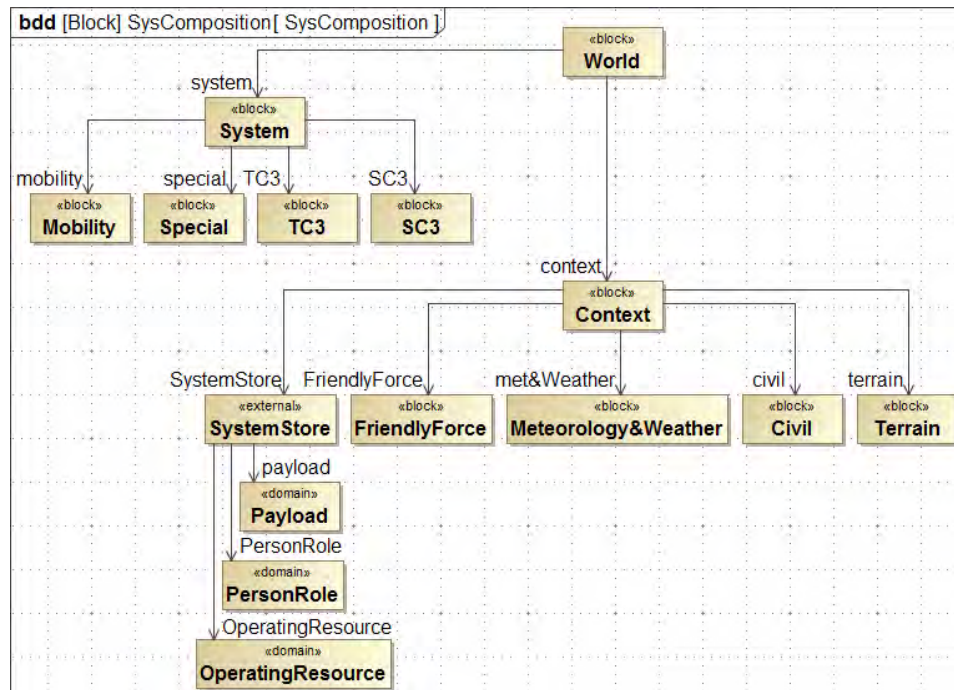 bdd [Block] SysComposition[ SysComposition ]
«block»
World
system
«block»
System
mobility
special
TC3
SC3
«block»
Mobility
«block»
Special
«block»
TC3
«block»
SC3
context
«block»
Context
SystemStore
FriendlyForce
met&Weather
civil
terrain
«external»
SystemStore
«block»
FriendlyForce
«block»
Meteorology&Weather
«block»
Civil
«block»
Terrain
payload
«domain»
Payload
PersonRole
«domain»
PersonRole
OperatingResource
«domain»
OperatingResource